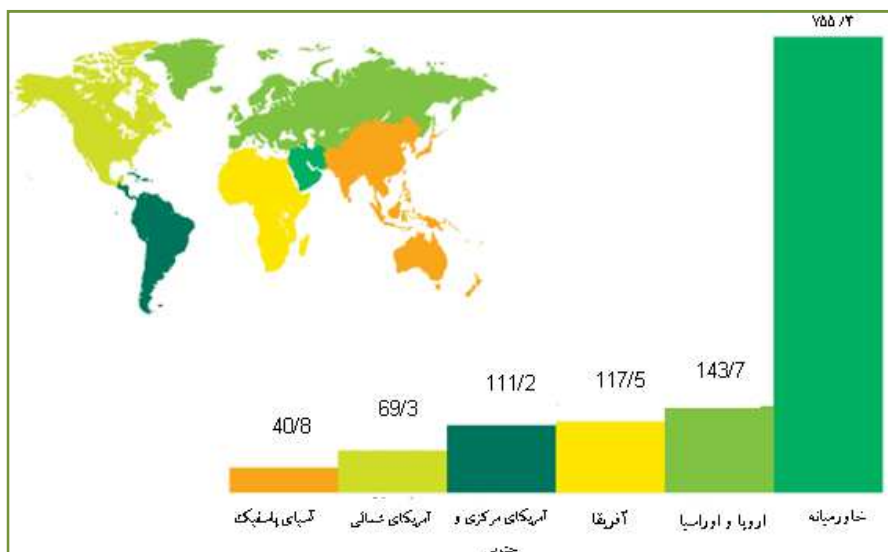 ۷۵۵/۳
143/7
117/5
111/2
69/3
40/8
خاورمیانه
اروپا و اوراسیا
آفریقا
آمریکای مرکزی و
آمریکای شمالی
آسیای پاسفیک